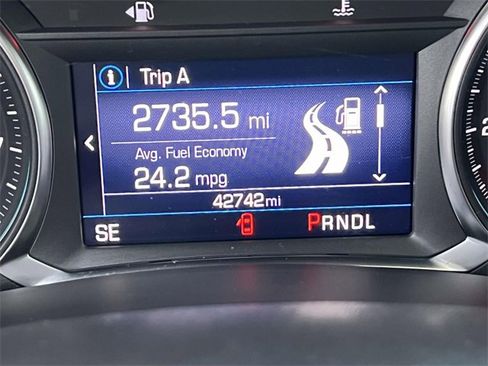 Trip A
2735.5 mi
Avg. Fuel Economy
24.2 mpg
42742mi
SE PRNDL